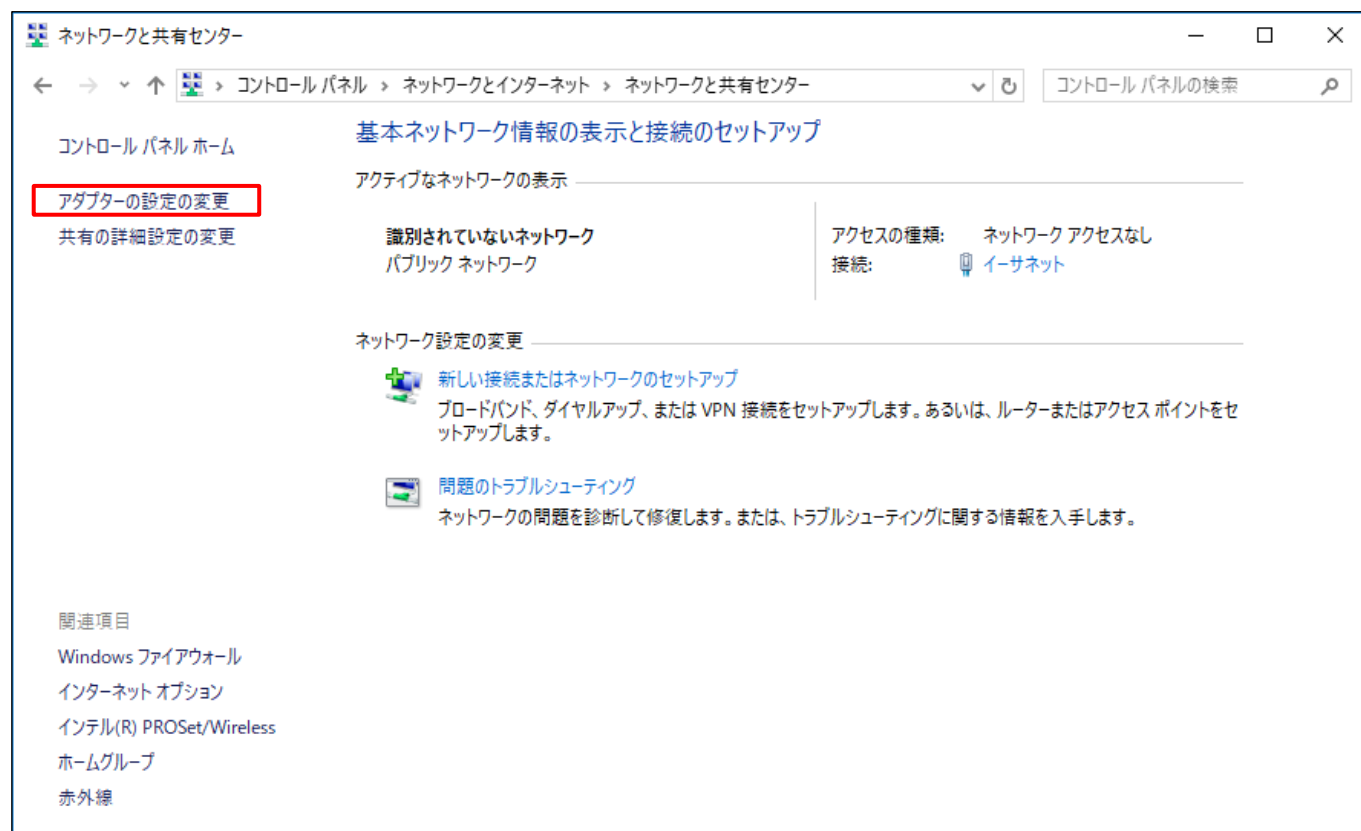 ネットワークと共有センター
コントロール パネル › ネットワークとインターネット › ネットワークと共有センター
コントロール パネルの検索
コントロール パネル ホーム
アダプターの設定の変更
共有の詳細設定の変更
基本ネットワーク情報の表示と接続のセットアップ
アクティブなネットワークの表示
識別されていないネットワーク
パブリック ネットワーク
アクセスの種類: ネットワーク アクセスなし
接続: イーサネット
ネットワーク設定の変更
新しい接続またはネットワークのセットアップ
ブロードバンド、ダイヤルアップ、または VPN 接続をセットアップします。あるいは、ルーターまたはアクセス ポイントをセ
ットアップします。
問題のトラブルシューティング
ネットワークの問題を診断して修復します。または、トラブルシューティングに関する情報を入手します。
関連項目
Windows ファイアウォール
インターネット オプション
インテル(R) PROSet/Wireless
ホームグループ
赤外線